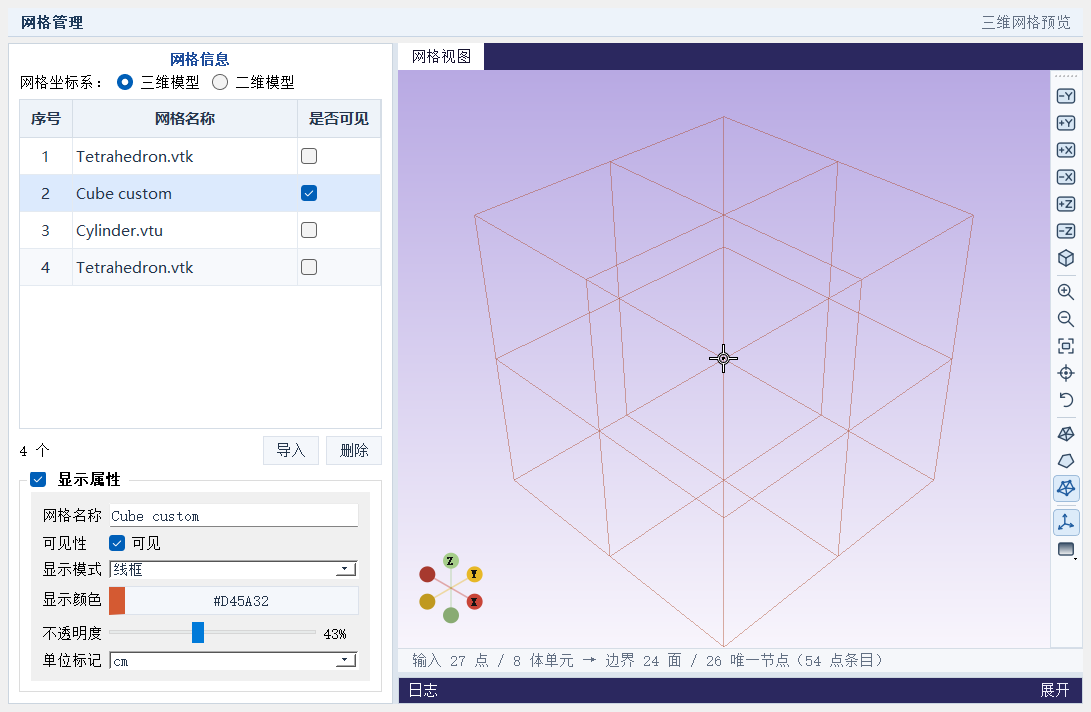 网格管理
三维网格预览
网格信息
网格坐标系： 三维模型 二维模型
序号 网格名称 是否可见
1 Tetrahedron.vtk
2 Cube custom
3 Cylinder.vtu
4 Tetrahedron.vtk
4 个 导入 删除
显示属性
网格名称 Cube custom
可见性 可见
显示模式 线框
显示颜色 #D45A32
不透明度 43%
单位标记 cm
网格视图
−Y
+Y
+X
−X
+Z
−Z
Z
Y
X
输入 27 点 / 8 体单元 → 边界 24 面 / 26 唯一节点（54 点条目）
日志 展开